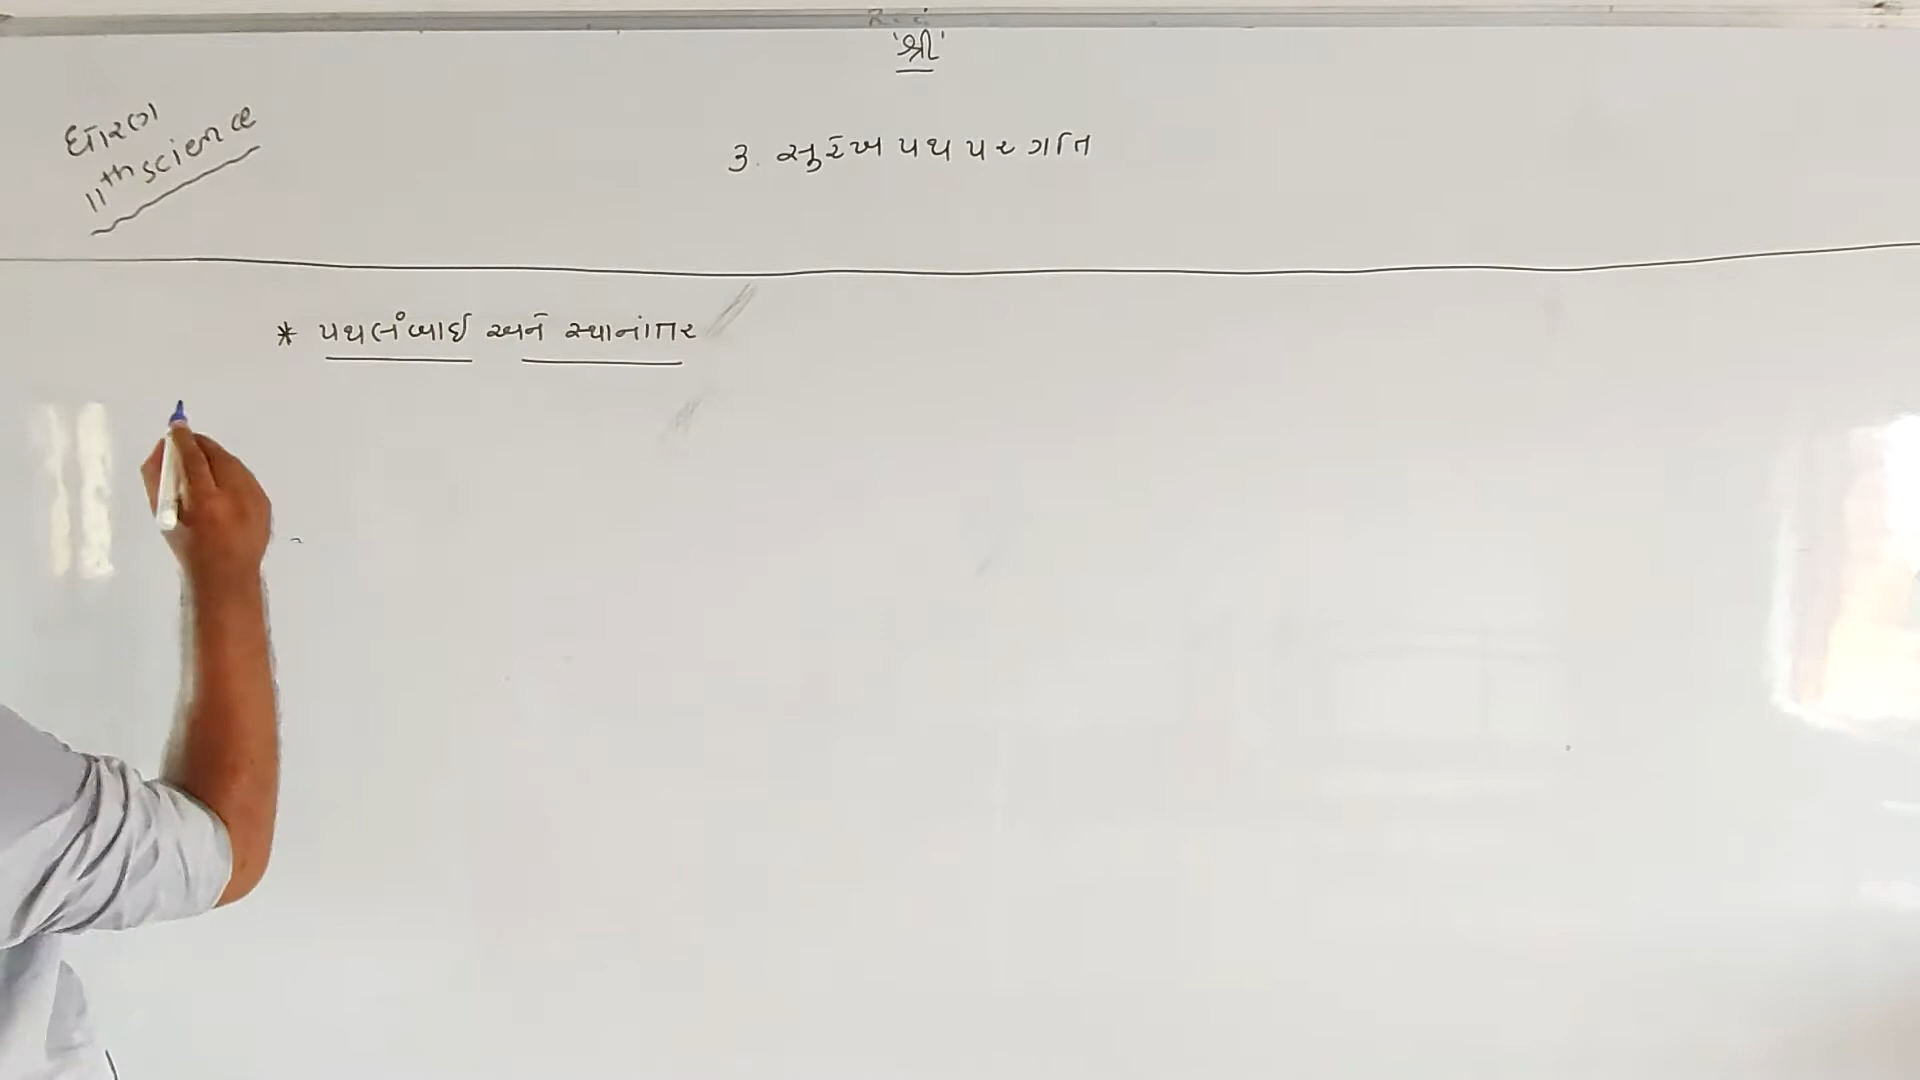 'શ્રી'
ધોરણ
11th science
3. સુરેખ પથ પર ગતિ
* પથલંબાઈ અને સ્થાનાંતર